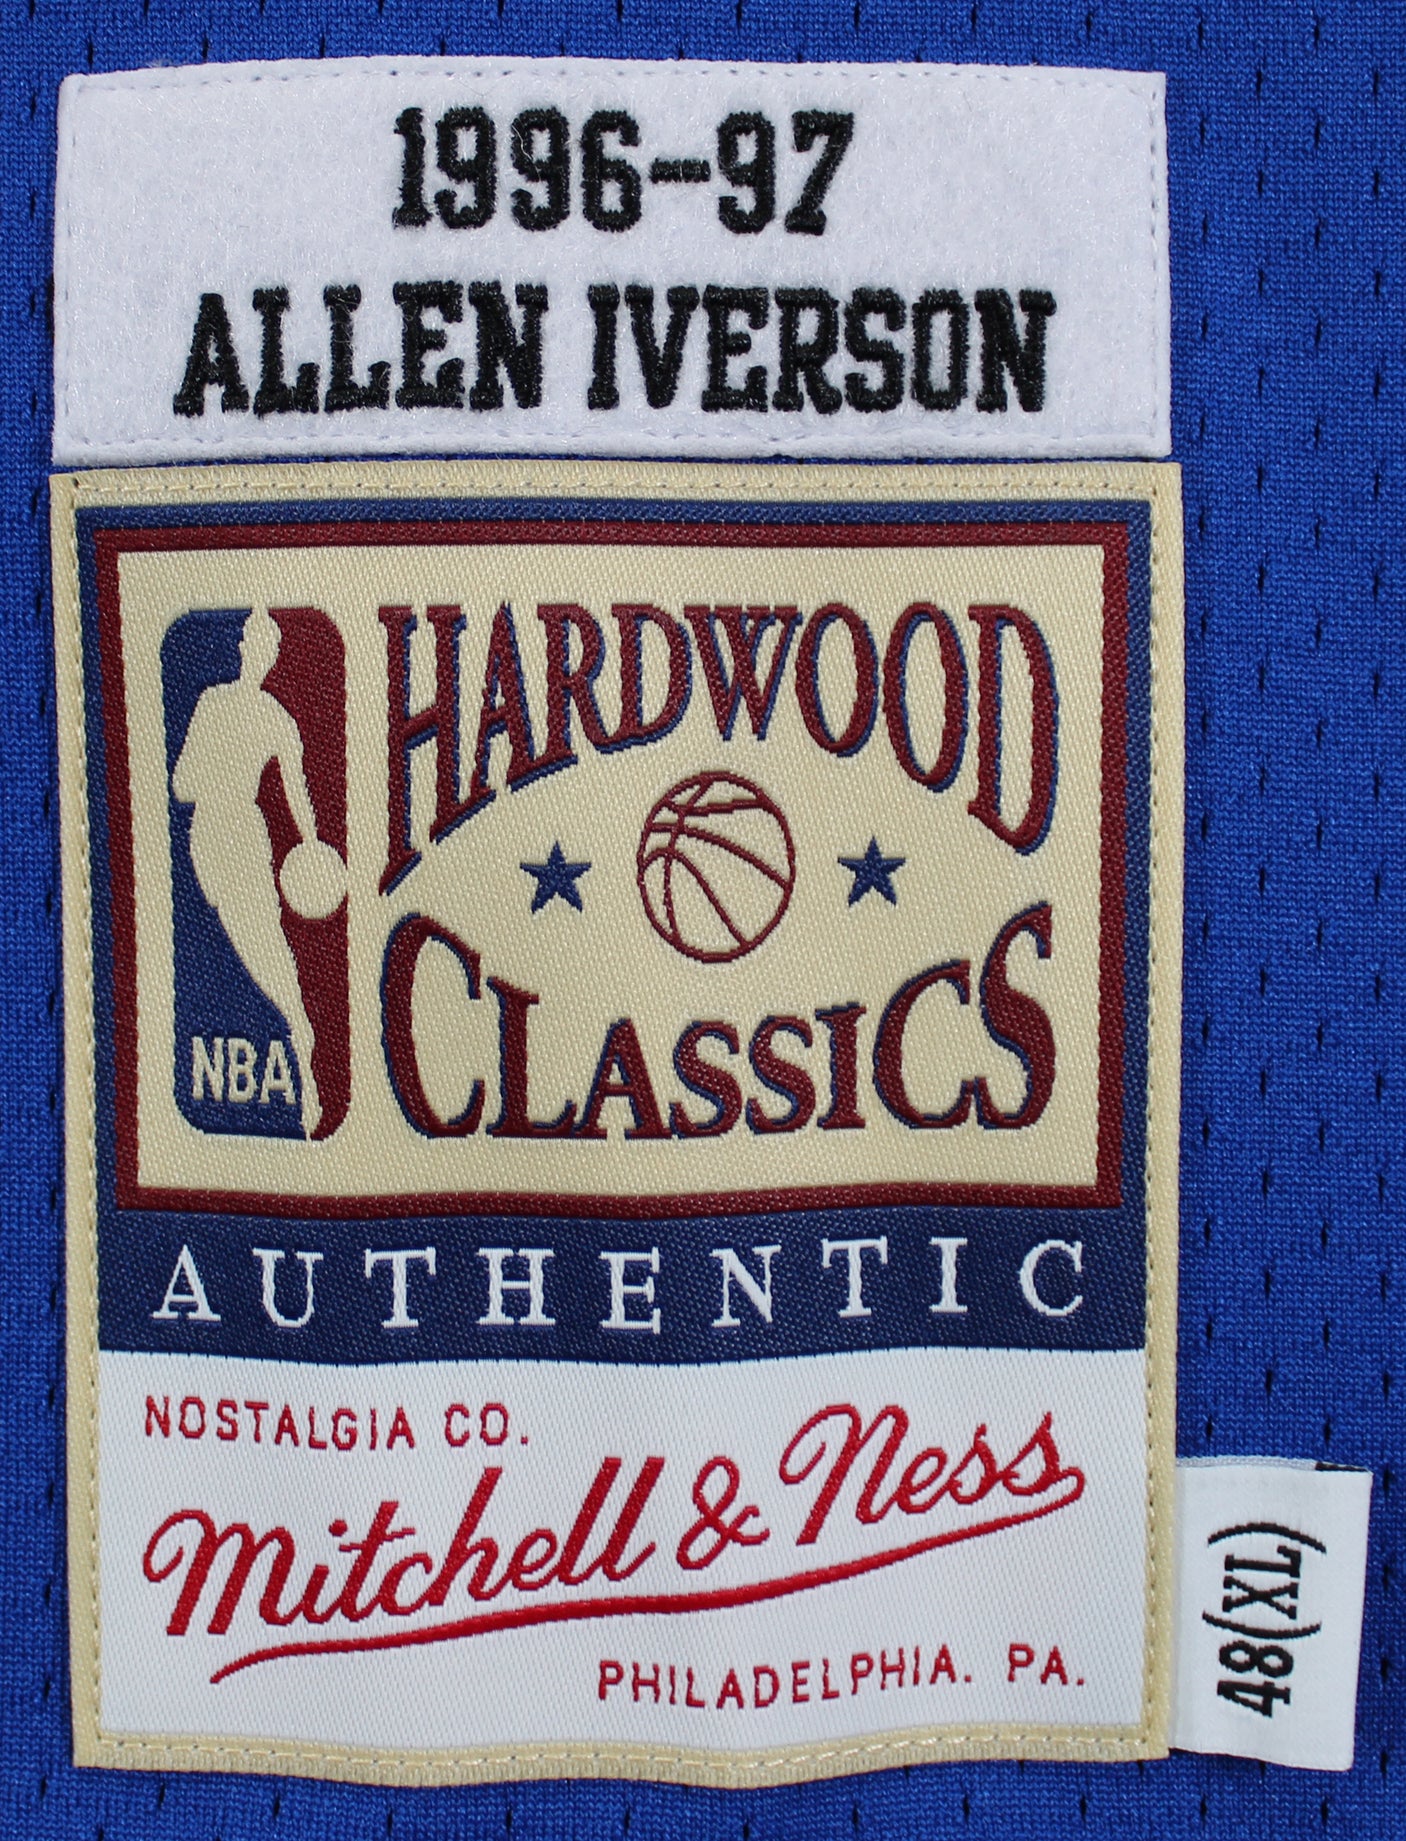 1996-97
ALLEN IVERSON
HARDWOOD
CLASSICS
NBA
AUTHENTIC
NOSTALGIA CO.
Mitchell & Ness
PHILADELPHIA. PA.
48(XL)